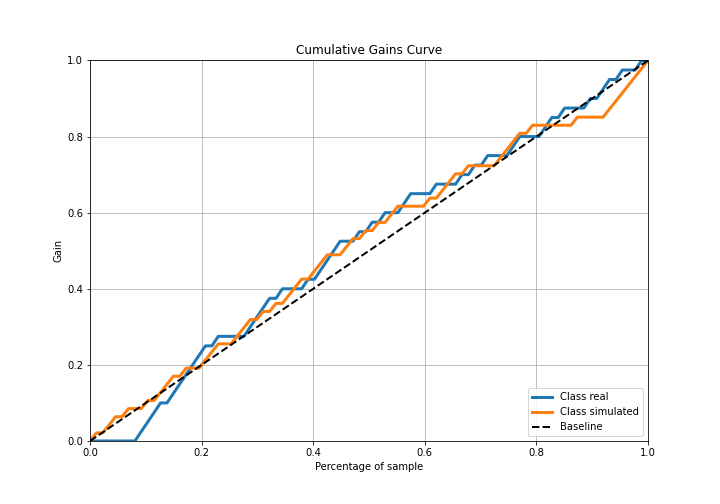 Cumulative Gains Curve
1.0
0.8
0.6
0.4
0.2
0.0
Gain
0.0 0.2 0.4 0.6 0.8 1.0
Percentage of sample
Class real
Class simulated
Baseline